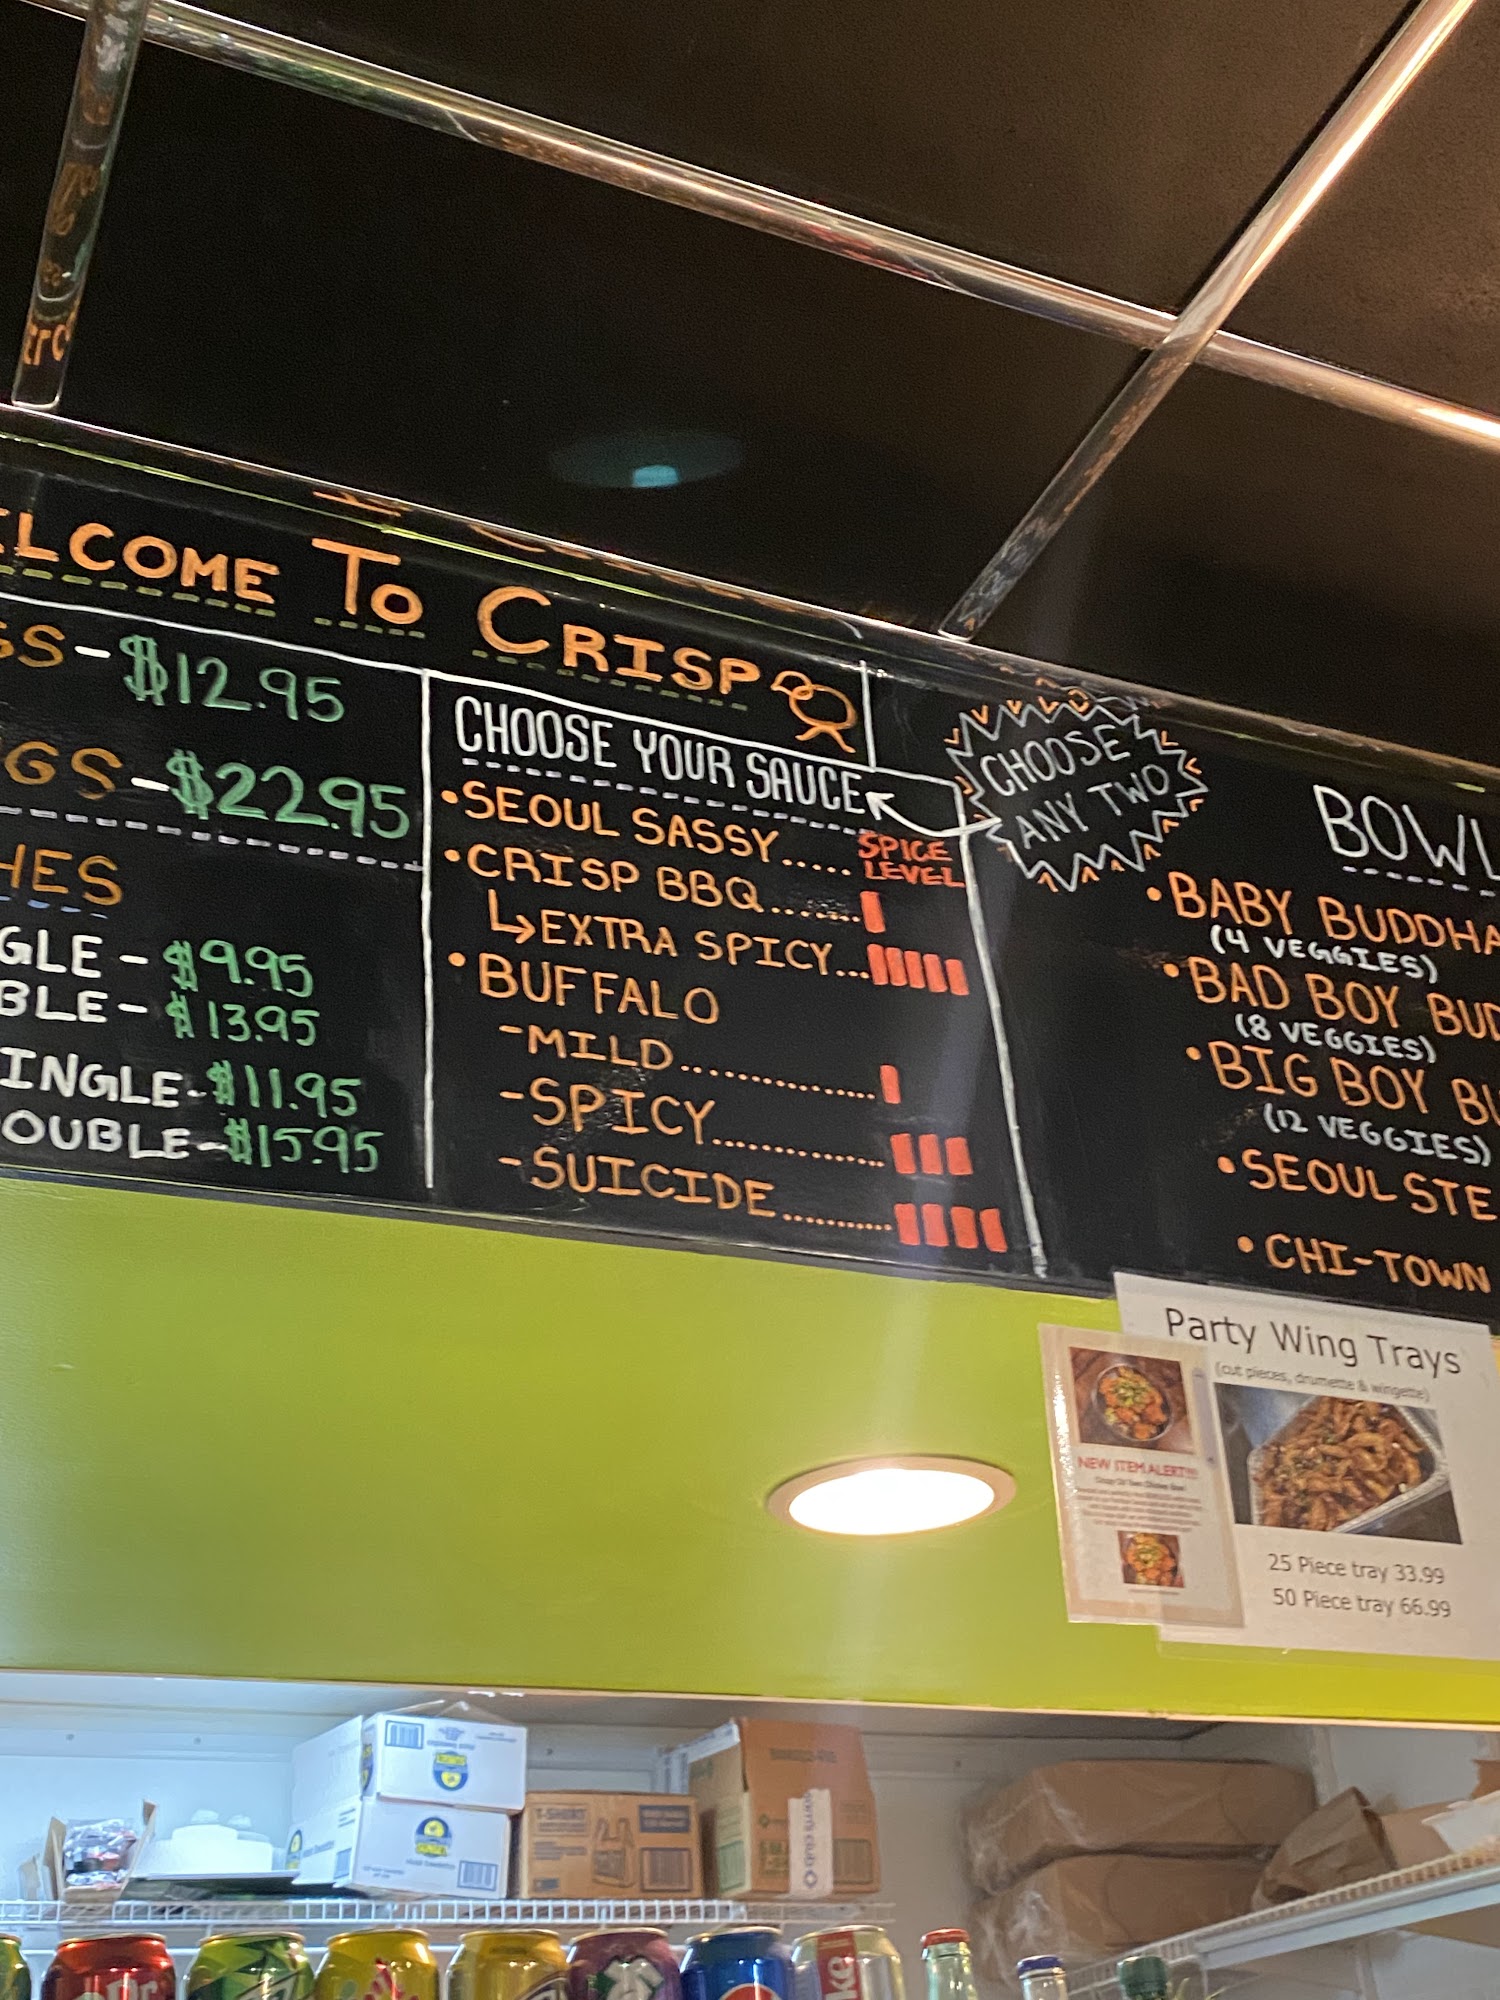 WELCOME TO CRISP
GS - $12.95
NGS - $22.95
HES
GLE - $9.95
BLE - $13.95
INGLE - $11.95
OUBLE - $15.95
CHOOSE YOUR SAUCE
SPICE
LEVEL
•SEOUL SASSY.....
•CRISP BBQ........
EXTRA SPICY...
•BUFFALO
-MILD...............
-SPICY...............
-SUICIDE...........
CHOOSE
ANY TWO
BOWL
•BABY BUDDHA
(4 VEGGIES)
•BAD BOY BUD
(8 VEGGIES)
•BIG BOY BU
(12 VEGGIES)
•SEOUL STE
•CHI-TOWN
Party Wing Trays
(cut pieces, drumette & wingette)
25 Piece tray 33.99
50 Piece tray 66.99
NEW ITEM ALERT!!!
T-SHIRT